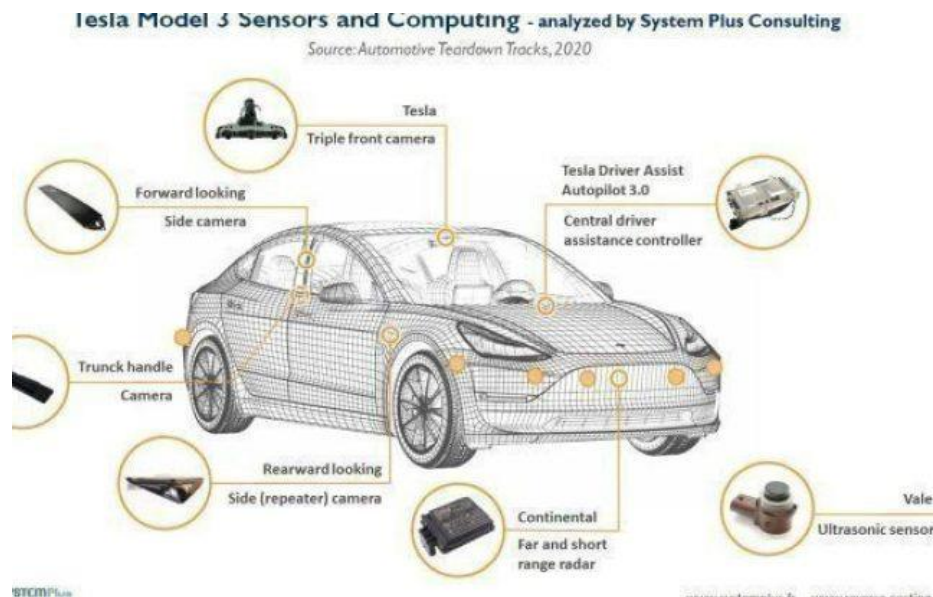 Tesla Model 3 Sensors and Computing - analyzed by System Plus Consulting
Source: Automotive Teardown Tracks, 2020
Tesla
Triple front camera
Forward looking
Side camera
Tesla Driver Assist
Autopilot 3.0
Central driver
assistance controller
Trunck handle
Camera
Rearward looking
Side (repeater) camera
Continental
Far and short
range radar
Vale
Ultrasonic sensor